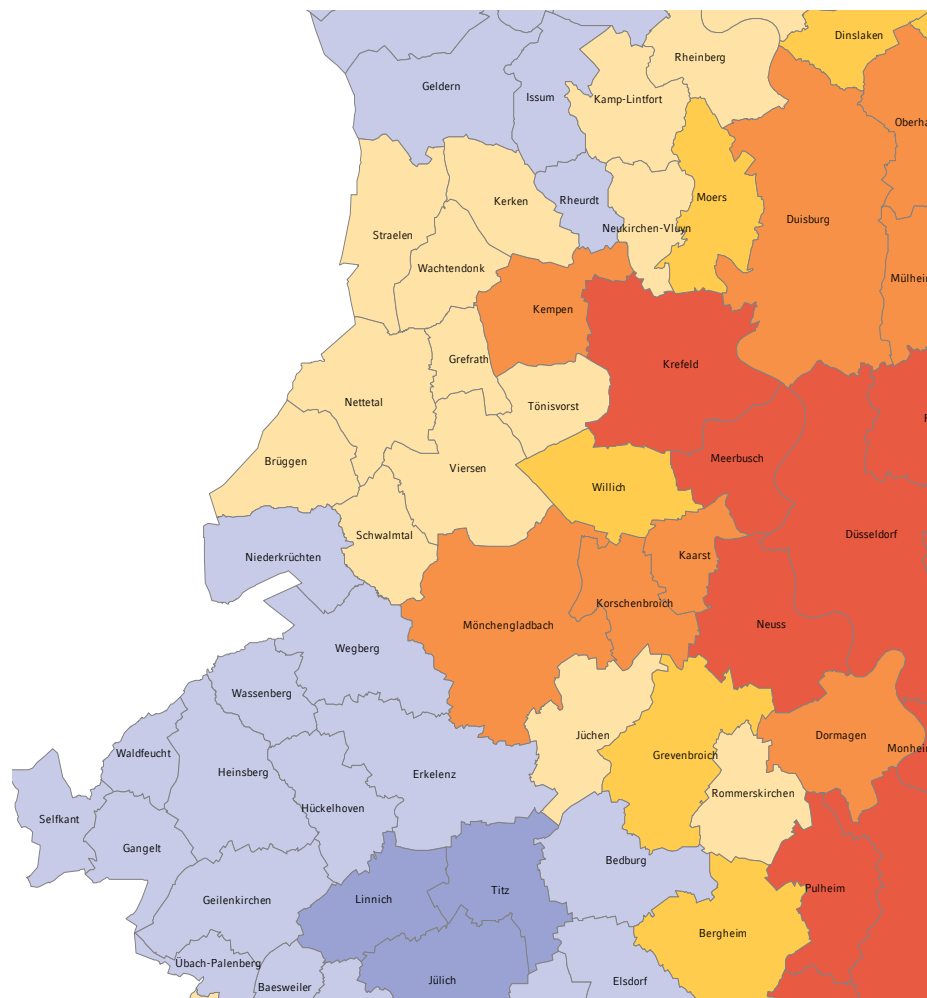 Dinslaken
Rheinberg
Geldern
Issum
Kamp-Lintfort
Oberha
Moers
Kerken
Rheurdt
Duisburg
Neukirchen-Vluyn
Straelen
Wachtendonk
Mülhei
Kempen
Grefrath
Krefeld
Nettetal
Tönisvorst
Brüggen
Viersen
Meerbusch
Willich
Schwalmtal
Düsseldorf
Niederkrüchten
Kaarst
Korschenbroich
Mönchengladbach
Neuss
Wegberg
Wassenberg
Jüchen
Dormagen
Waldfeucht
Grevenbroich
Monhei
Heinsberg
Erkelenz
Rommerskirchen
Hückelhoven
Selfkant
Gangelt
Bedburg
Pulheim
Linnich
Titz
Geilenkirchen
Bergheim
Übach-Palenberg
Jülich
Elsdorf
Baesweiler